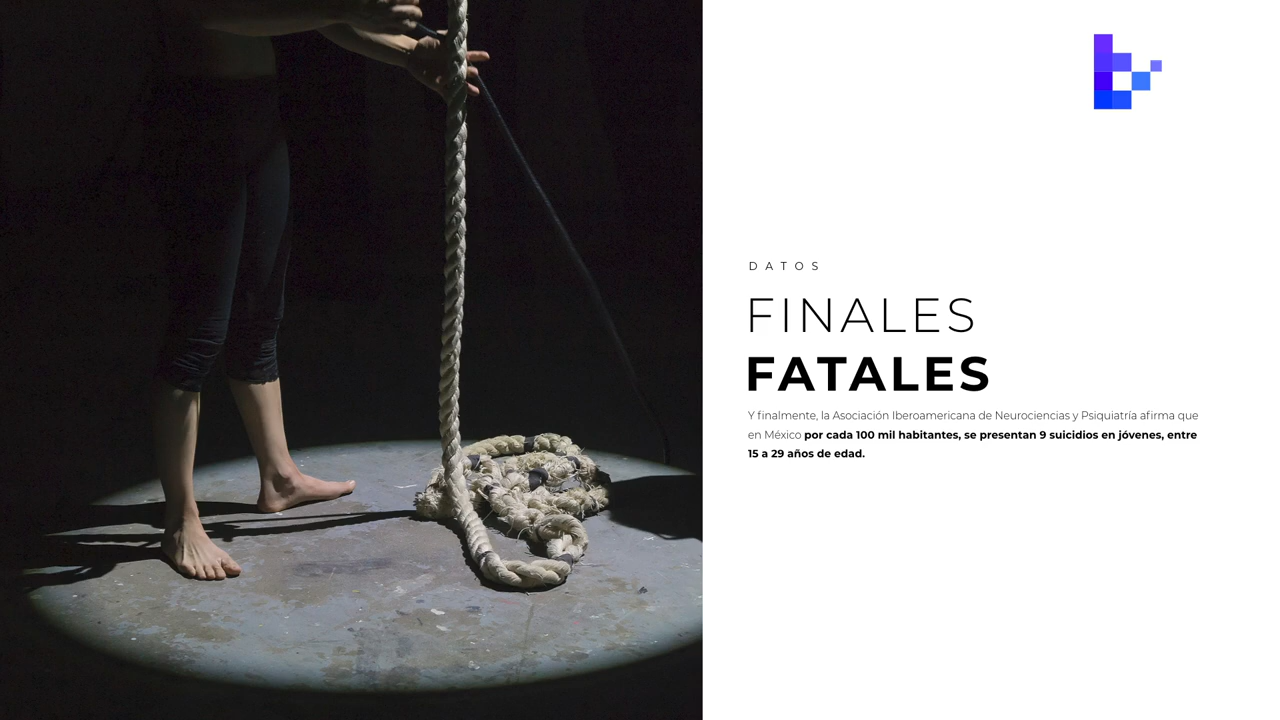 DATOS
FINALES
FATALES
Y finalmente, la Asociación Iberoamericana de Neurociencias y Psiquiatría afirma que
en México por cada 100 mil habitantes, se presentan 9 suicidios en jóvenes, entre
15 a 29 años de edad.